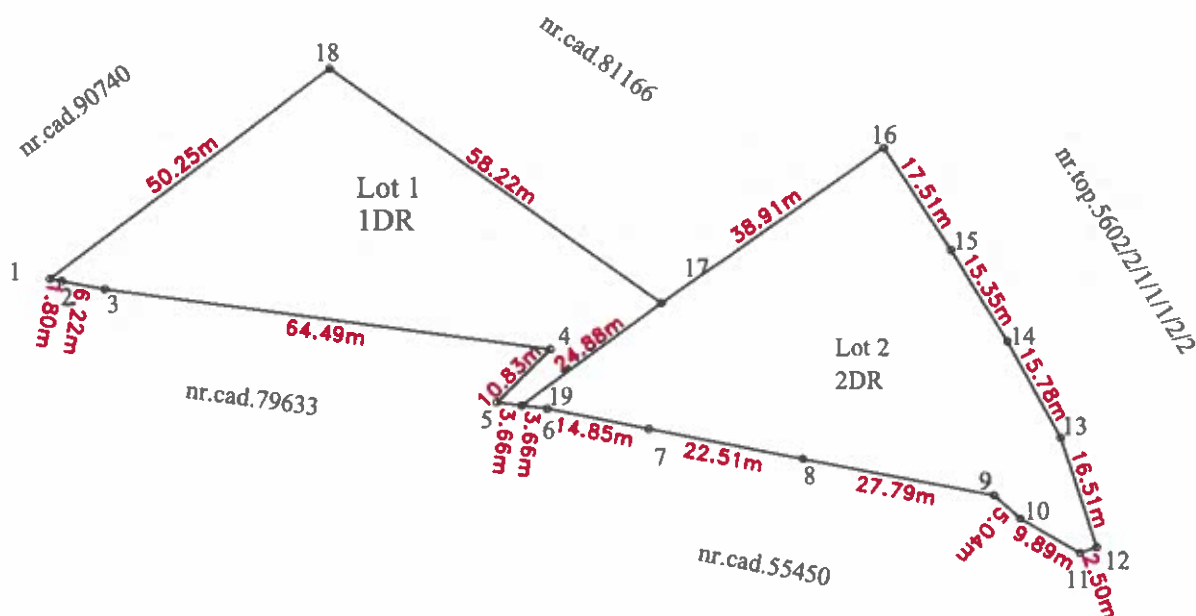 18
nr.cad.81166
nr.cad.90740
16
50.25m
58.22m
17.51m
nr.top.5602/2/1/1/1/2/2
Lot 1
1DR
38.91m
15
1
2
3
17
15.35m
1.80m
6.22m
64.49m
4
24.88m
14
Lot 2
2DR
10.83m
15.78m
nr.cad.79633
5
19
6
13
3.66m
3.66m
14.85m
7
22.51m
8
16.51m
27.79m
9
10
5.04m
9.89m
nr.cad.55450
11
12
2.50m